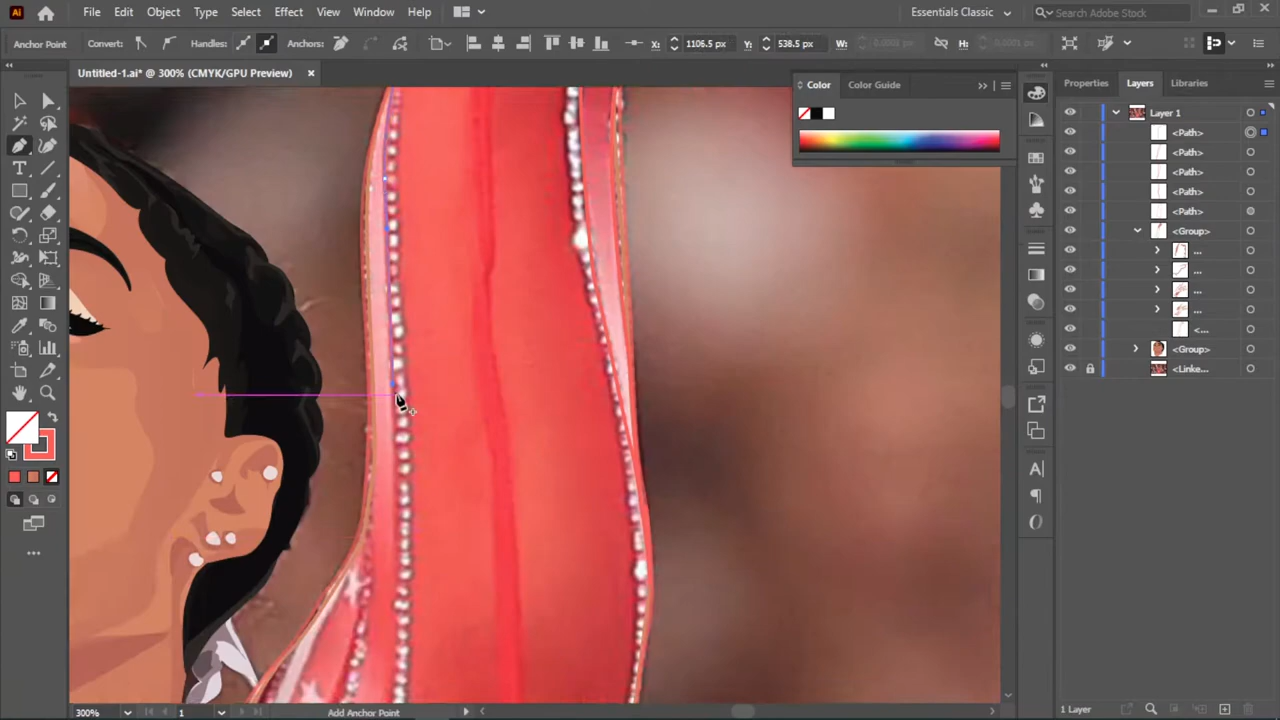 Ai File Edit Object Type Select Effect View Window Help Essentials Classic Search Adobe Stock
Anchor Point Convert: Handles: Anchors: X: 1106.5 px Y: 538.5 px W: H:
Untitled-1.ai* @ 300% (CMYK/GPU Preview)
Color Color Guide
Properties Layers Libraries
Layer 1
<Path>
<Path>
<Path>
<Path>
<Path>
<Group>
...
...
...
...
<...
<Group>
<Linke...
300% 1 Add Anchor Point
1 Layer